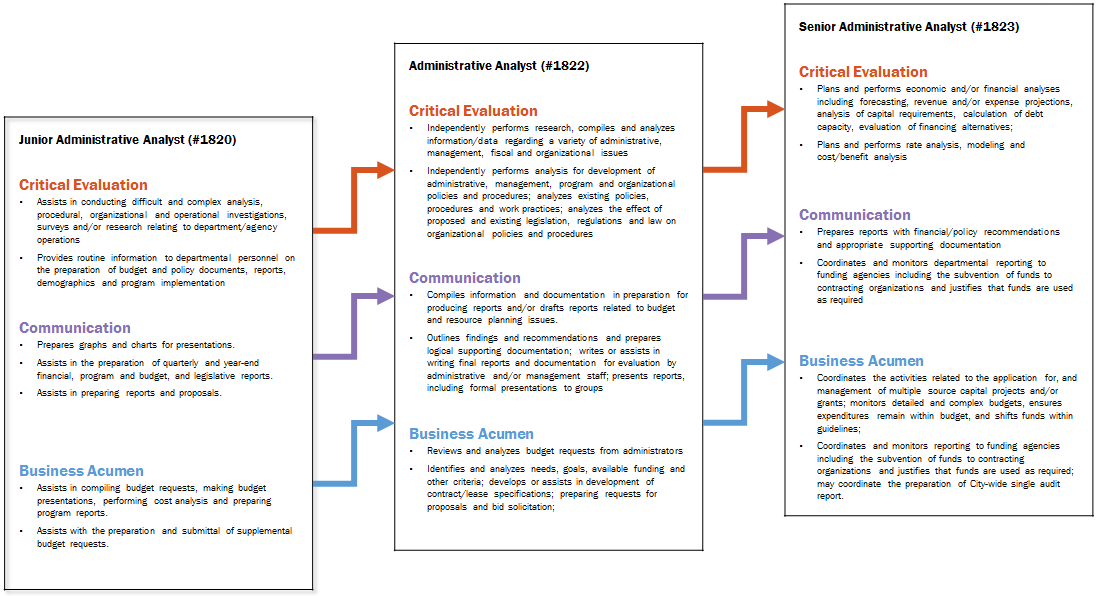 Junior Administrative Analyst (#1820)
Critical Evaluation
• Assists in conducting difficult and complex analysis,
procedural, organizational and operational investigations,
surveys and/or research relating to department/agency
operations
• Provides routine information to departmental personnel on
the preparation of budget and policy documents, reports,
demographics and program implementation
Communication
• Prepares graphs and charts for presentations.
• Assists in the preparation of quarterly and year-end
financial, program and budget, and legislative reports.
• Assists in preparing reports and proposals.
Business Acumen
• Assists in compiling budget requests, making budget
presentations, performing cost analysis and preparing
program reports.
• Assists with the preparation and submittal of supplemental
budget requests.
Administrative Analyst (#1822)
Critical Evaluation
• Independently performs research, compiles and analyzes
information/data regarding a variety of administrative,
management, fiscal and organizational issues
• Independently performs analysis for development of
administrative, management, program and organizational
policies and procedures; analyzes existing policies,
procedures and work practices; analyzes the effect of
proposed and existing legislation, regulations and law on
organizational policies and procedures
Communication
• Compiles information and documentation in preparation for
producing reports and/or drafts reports related to budget
and resource planning issues.
• Outlines findings and recommendations and prepares
logical supporting documentation; writes or assists in
writing final reports and documentation for evaluation by
administrative and/or management staff; presents reports,
including formal presentations to groups
Business Acumen
• Reviews and analyzes budget requests from administrators
• Identifies and analyzes needs, goals, available funding and
other criteria; develops or assists in development of
contract/lease specifications; preparing requests for
proposals and bid solicitation;
Senior Administrative Analyst (#1823)
Critical Evaluation
• Plans and performs economic and/or financial analyses
including forecasting, revenue and/or expense projections,
analysis of capital requirements, calculation of debt
capacity, evaluation of financing alternatives;
• Plans and performs rate analysis, modeling and
cost/benefit analysis
Communication
• Prepares reports with financial/policy recommendations
and appropriate supporting documentation
• Coordinates and monitors departmental reporting to
funding agencies including the subvention of funds to
contracting organizations and justifies that funds are used
as required
Business Acumen
• Coordinates the activities related to the application for, and
management of multiple source capital projects and/or
grants; monitors detailed and complex budgets, ensures
expenditures remain within budget, and shifts funds within
guidelines;
• Coordinates and monitors reporting to funding agencies
including the subvention of funds to contracting
organizations and justifies that funds are used as required;
may coordinate the preparation of City-wide single audit
report.